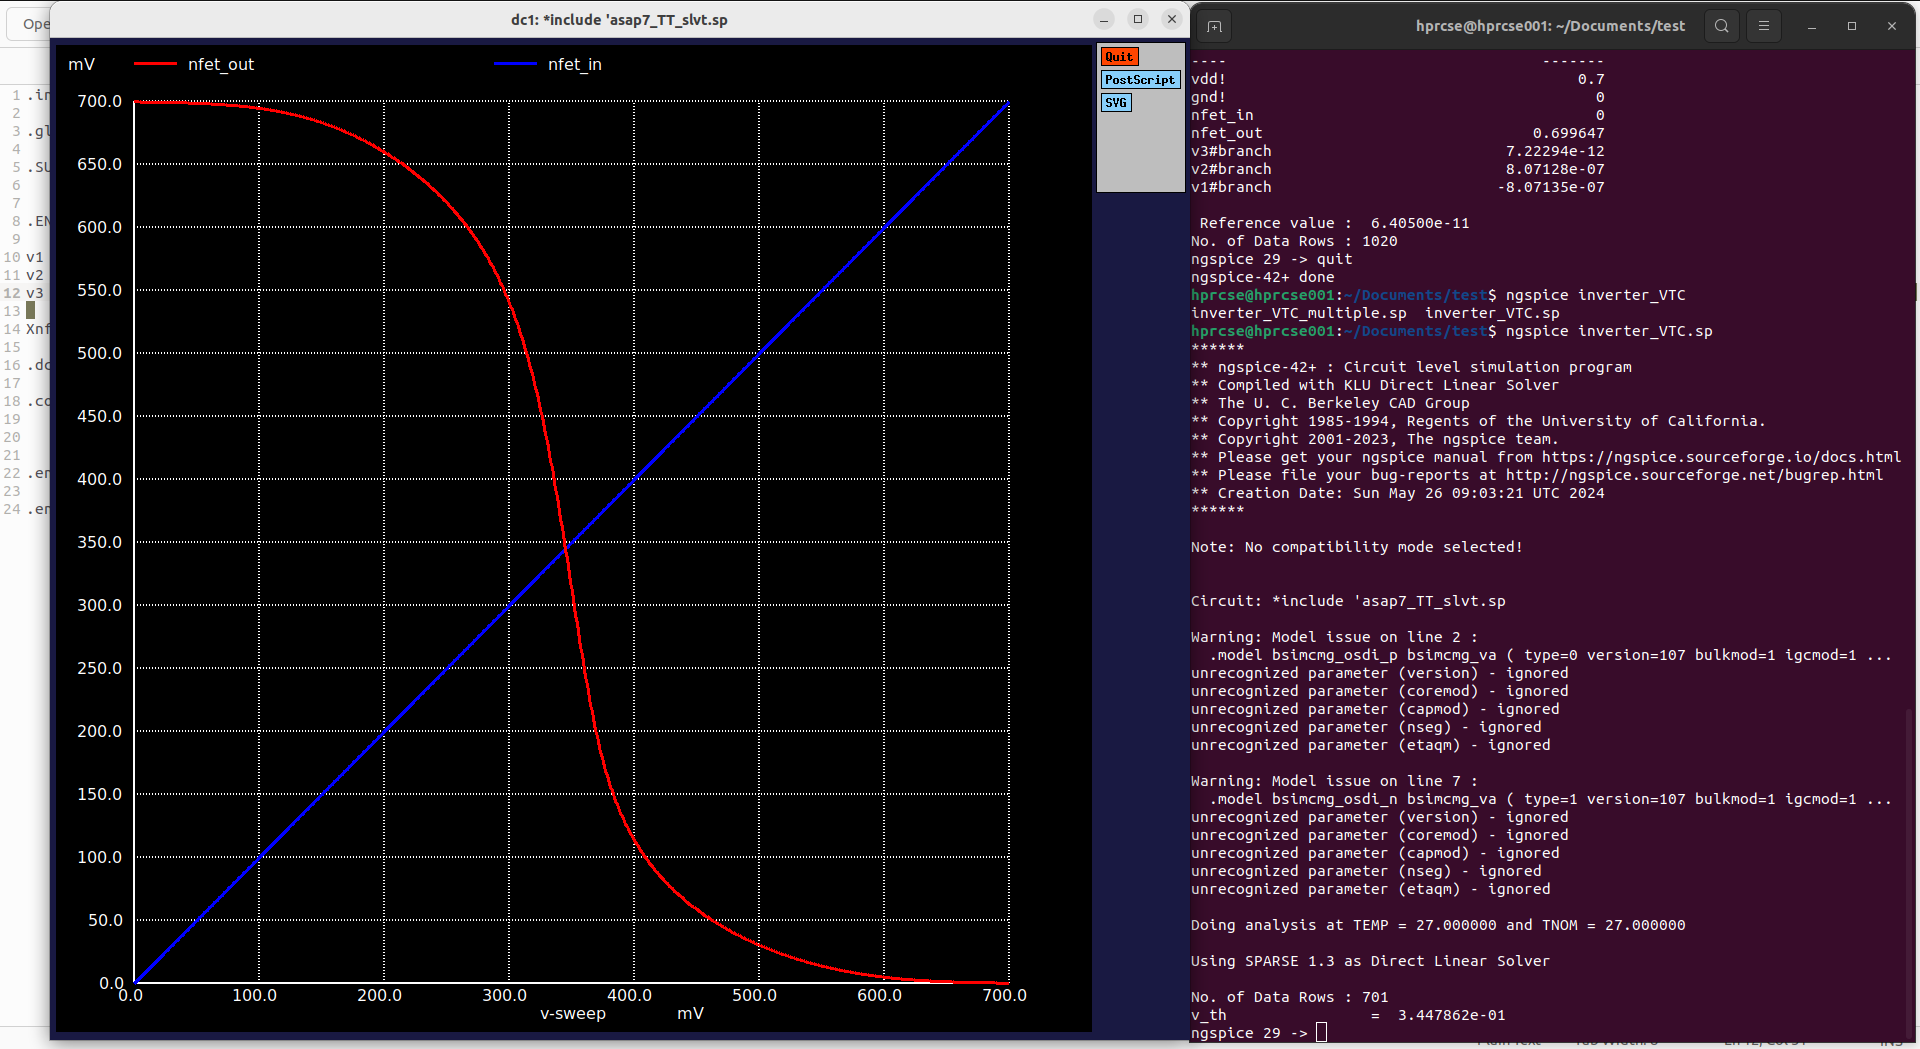 Ope
dc1: *include 'asap7_TT_slvt.sp
mV
nfet_out
nfet_in
Quit
PostScript
SVG
700.0
650.0
600.0
550.0
500.0
450.0
400.0
350.0
300.0
250.0
200.0
150.0
100.0
50.0
0.0
0.0 100.0 200.0 300.0 400.0 500.0 600.0 700.0
v-sweep mV
1 .in
2
3 .gl
4
5 .SU
6
7
8 .EN
9
10 v1
11 v2
12 v3
13
14 Xnf
15
16 .dc
17
18 .co
19
20
21
22 .en
23
24 .en
hprcse@hprcse001: ~/Documents/test
---- -------
vdd! 0.7
gnd! 0
nfet_in 0
nfet_out 0.699647
v3#branch 7.22294e-12
v2#branch 8.07128e-07
v1#branch -8.07135e-07
Reference value : 6.40500e-11
No. of Data Rows : 1020
ngspice 29 -> quit
ngspice-42+ done
hprcse@hprcse001:~/Documents/test$ ngspice inverter_VTC
inverter_VTC_multiple.sp inverter_VTC.sp
hprcse@hprcse001:~/Documents/test$ ngspice inverter_VTC.sp
******
** ngspice-42+ : Circuit level simulation program
** Compiled with KLU Direct Linear Solver
** The U. C. Berkeley CAD Group
** Copyright 1985-1994, Regents of the University of California.
** Copyright 2001-2023, The ngspice team.
** Please get your ngspice manual from https://ngspice.sourceforge.io/docs.html
** Please file your bug-reports at http://ngspice.sourceforge.net/bugrep.html
** Creation Date: Sun May 26 09:03:21 UTC 2024
******
Note: No compatibility mode selected!
Circuit: *include 'asap7_TT_slvt.sp
Warning: Model issue on line 2 :
.model bsimcmg_osdi_p bsimcmg_va ( type=0 version=107 bulkmod=1 igcmod=1 ...
unrecognized parameter (version) - ignored
unrecognized parameter (coremod) - ignored
unrecognized parameter (capmod) - ignored
unrecognized parameter (nseg) - ignored
unrecognized parameter (etaqm) - ignored
Warning: Model issue on line 7 :
.model bsimcmg_osdi_n bsimcmg_va ( type=1 version=107 bulkmod=1 igcmod=1 ...
unrecognized parameter (version) - ignored
unrecognized parameter (coremod) - ignored
unrecognized parameter (capmod) - ignored
unrecognized parameter (nseg) - ignored
unrecognized parameter (etaqm) - ignored
Doing analysis at TEMP = 27.000000 and TNOM = 27.000000
Using SPARSE 1.3 as Direct Linear Solver
No. of Data Rows : 701
v_th = 3.447862e-01
ngspice 29 ->